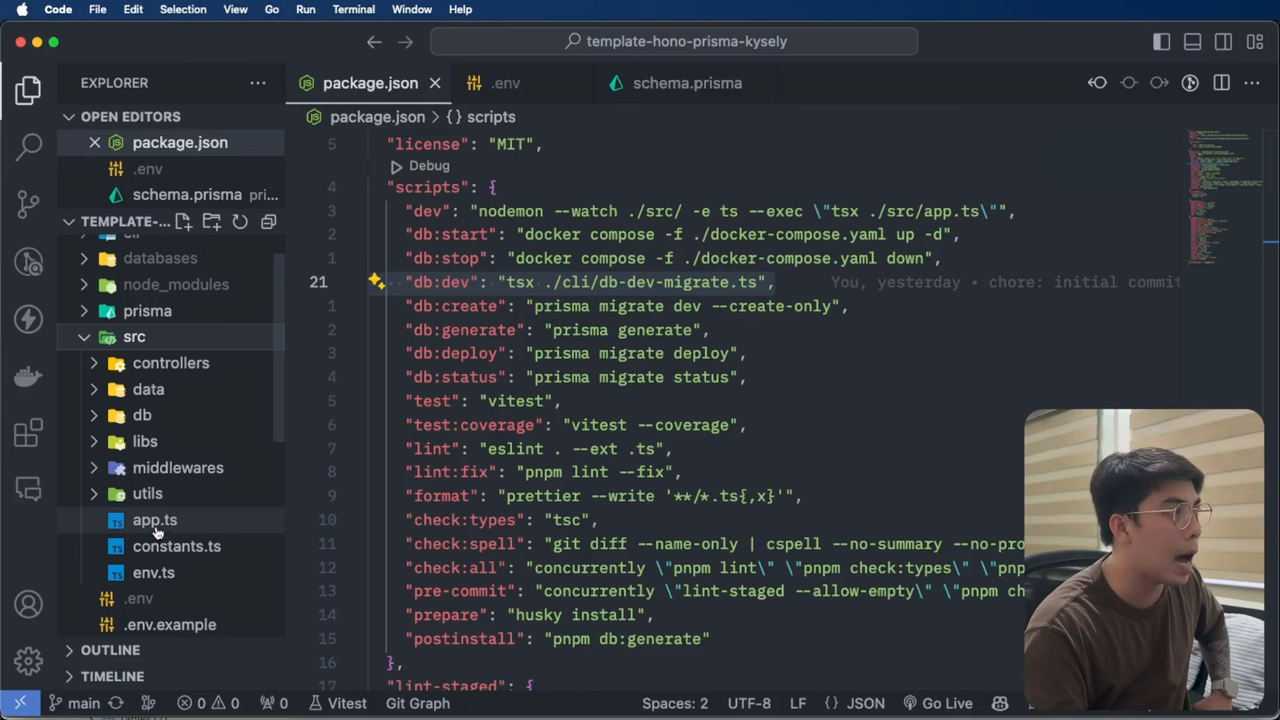 Code File Edit Selection View Go Run Terminal Window Help
template-hono-prisma-kysely
EXPLORER
package.json
.env
schema.prisma
OPEN EDITORS
package.json
.env
schema.prisma pri...
TEMPLATE-...
databases
node_modules
prisma
src
controllers
data
db
libs
middlewares
utils
app.ts
constants.ts
env.ts
.env
.env.example
OUTLINE
TIMELINE
package.json > {} scripts
5 "license": "MIT",
Debug
4 "scripts": {
3 "dev": "nodemon --watch ./src/ -e ts --exec \"tsx ./src/app.ts\"",
2 "db:start": "docker compose -f ./docker-compose.yaml up -d",
1 "db:stop": "docker compose -f ./docker-compose.yaml down",
21 "db:dev": "tsx ./cli/db-dev-migrate.ts", You, yesterday • chore: initial commit
1 "db:create": "prisma migrate dev --create-only",
2 "db:generate": "prisma generate",
3 "db:deploy": "prisma migrate deploy",
4 "db:status": "prisma migrate status",
5 "test": "vitest",
6 "test:coverage": "vitest --coverage",
7 "lint": "eslint . --ext .ts",
8 "lint:fix": "pnpm lint --fix",
9 "format": "prettier --write '**/*.ts{,x}'",
10 "check:types": "tsc",
11 "check:spell": "git diff --name-only | cspell --no-summary --no-pro
12 "check:all": "concurrently \"pnpm lint\" \"pnpm check:types\" \"pn
13 "pre-commit": "concurrently \"lint-staged --allow-empty\" \"pnpm ch
14 "prepare": "husky install",
15 "postinstall": "pnpm db:generate"
16 },
17 "lint-staged": {
main 0 0 0 Vitest Git Graph Spaces: 2 UTF-8 LF {} JSON Go Live